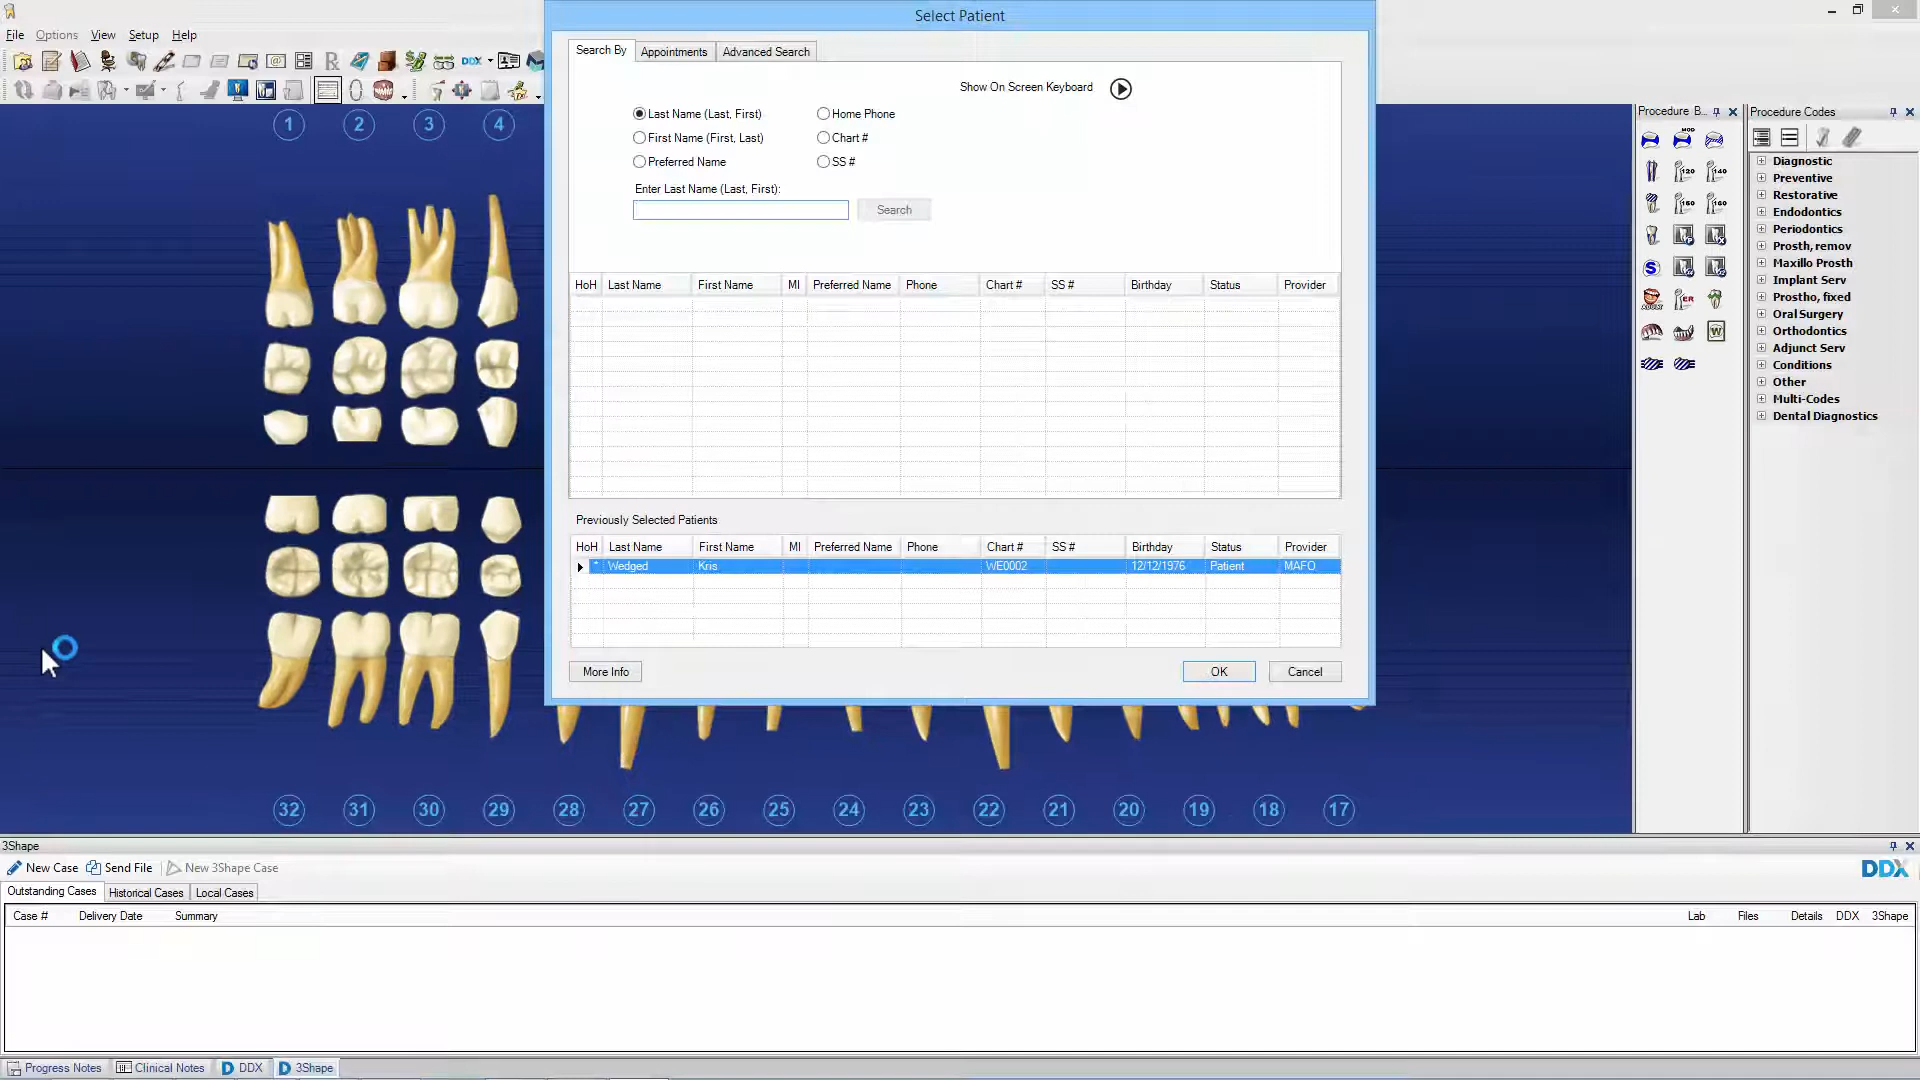 Select Patient
File Options View Setup Help
DDX
Search By Appointments Advanced Search
Show On Screen Keyboard
Last Name (Last, First) Home Phone
First Name (First, Last) Chart #
Preferred Name SS #
Enter Last Name (Last, First):
Search
HoH Last Name First Name MI Preferred Name Phone Chart # SS # Birthday Status Provider
Previously Selected Patients
HoH Last Name First Name MI Preferred Name Phone Chart # SS # Birthday Status Provider
* Wedged Kris WE0002 12/12/1976 Patient MAFO
More Info OK Cancel
1 2 3 4
32 31 30 29 28 27 26 25 24 23 22 21 20 19 18 17
Procedure B...
MOD
120 140
ER
W
Procedure Codes
Diagnostic
Preventive
Restorative
Endodontics
Periodontics
Prosth, remov
Maxillo Prosth
Implant Serv
Prostho, fixed
Oral Surgery
Orthodontics
Adjunct Serv
Conditions
Other
Multi-Codes
Dental Diagnostics
3Shape
New Case Send File New 3Shape Case
DDX
Outstanding Cases Historical Cases Local Cases
Case # Delivery Date Summary Lab Files Details DDX 3Shape
Progress Notes Clinical Notes DDX 3Shape